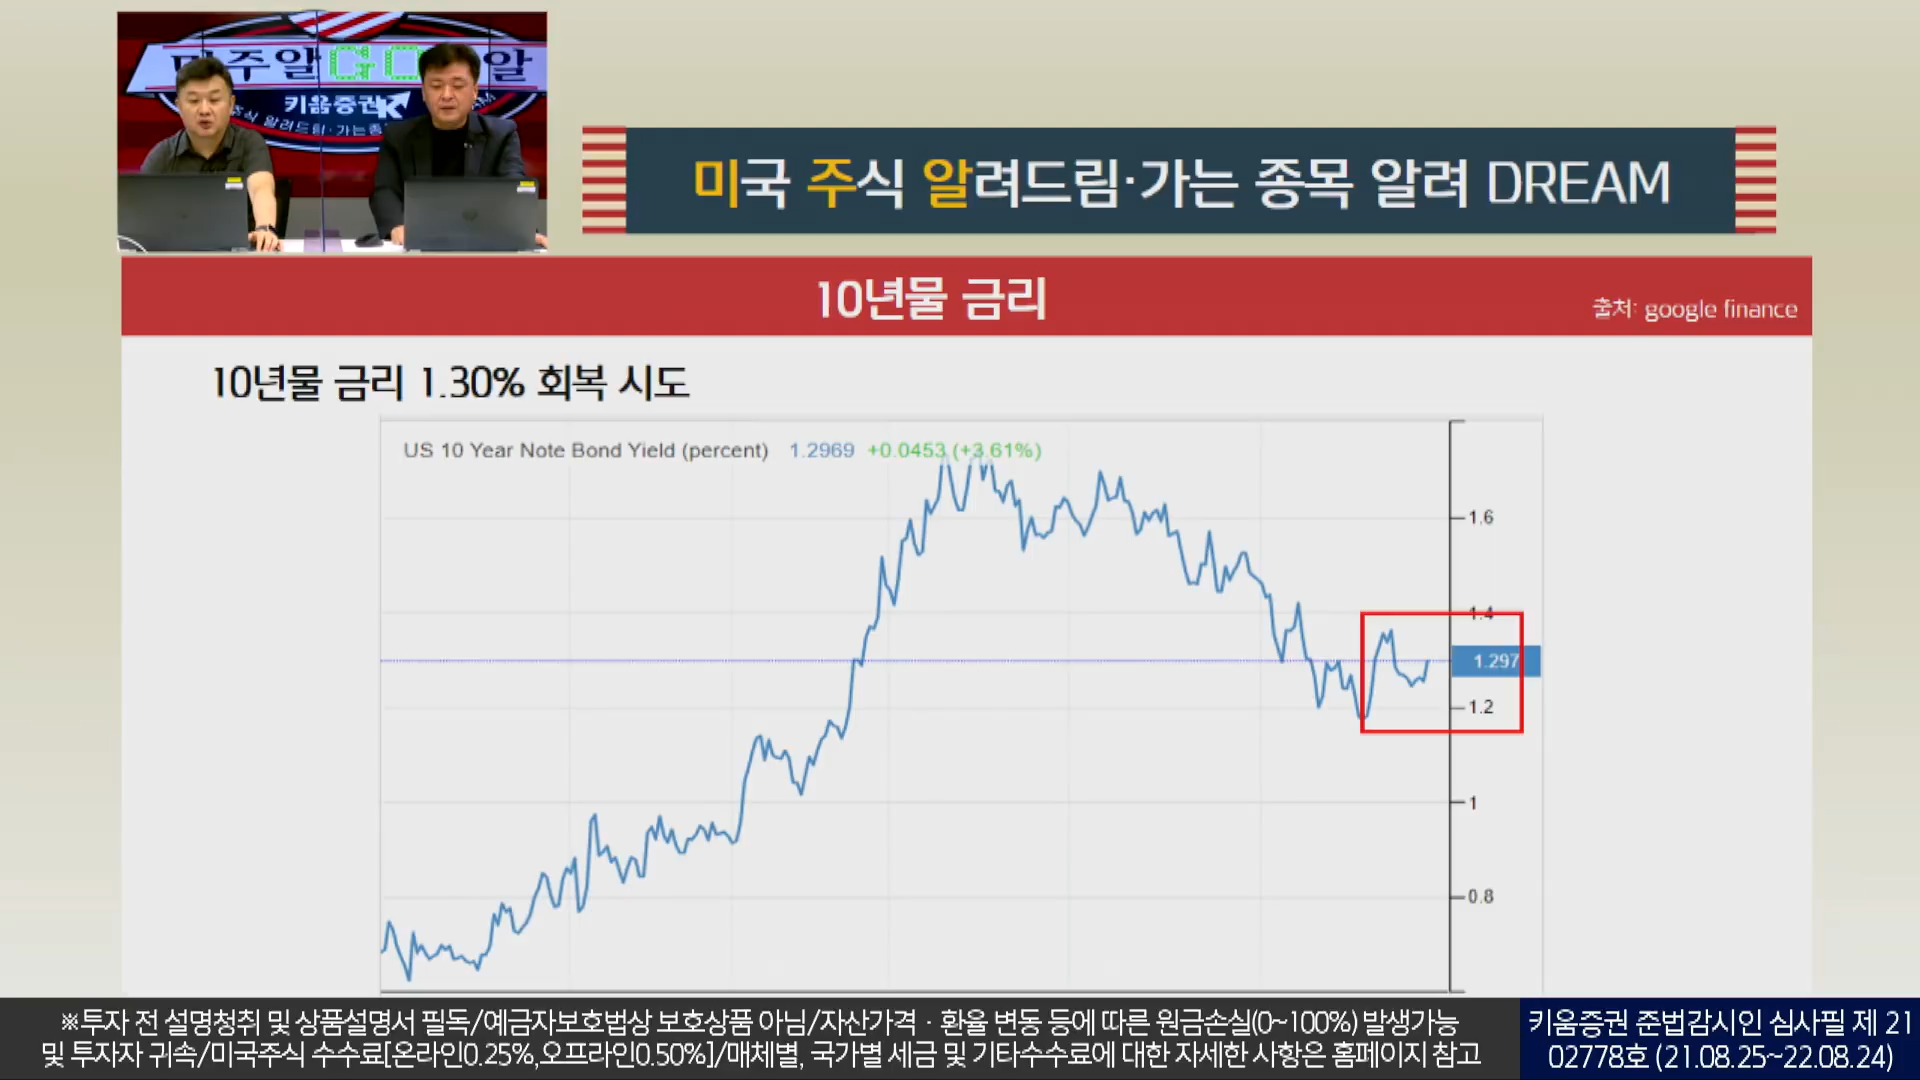 미주알GO 알
키움증권
미국 주식 알려드림·가는 종목 알려 DREAM
10년물 금리
출처: google finance
10년물 금리 1.30% 회복 시도
US 10 Year Note Bond Yield (percent) 1.2969 +0.0453 (+3.61%)
1.6
1.4
1.297
1.2
1
0.8
※투자 전 설명청취 및 상품설명서 필독/예금자보호법상 보호상품 아님/자산가격·환율 변동 등에 따른 원금손실(0~100%) 발생가능
및 투자자 귀속/미국주식 수수료[온라인0.25%,오프라인0.50%]/매체별, 국가별 세금 및 기타수수료에 대한 자세한 사항은 홈페이지 참고
키움증권 준법감시인 심사필 제 21
02778호 (21.08.25~22.08.24)